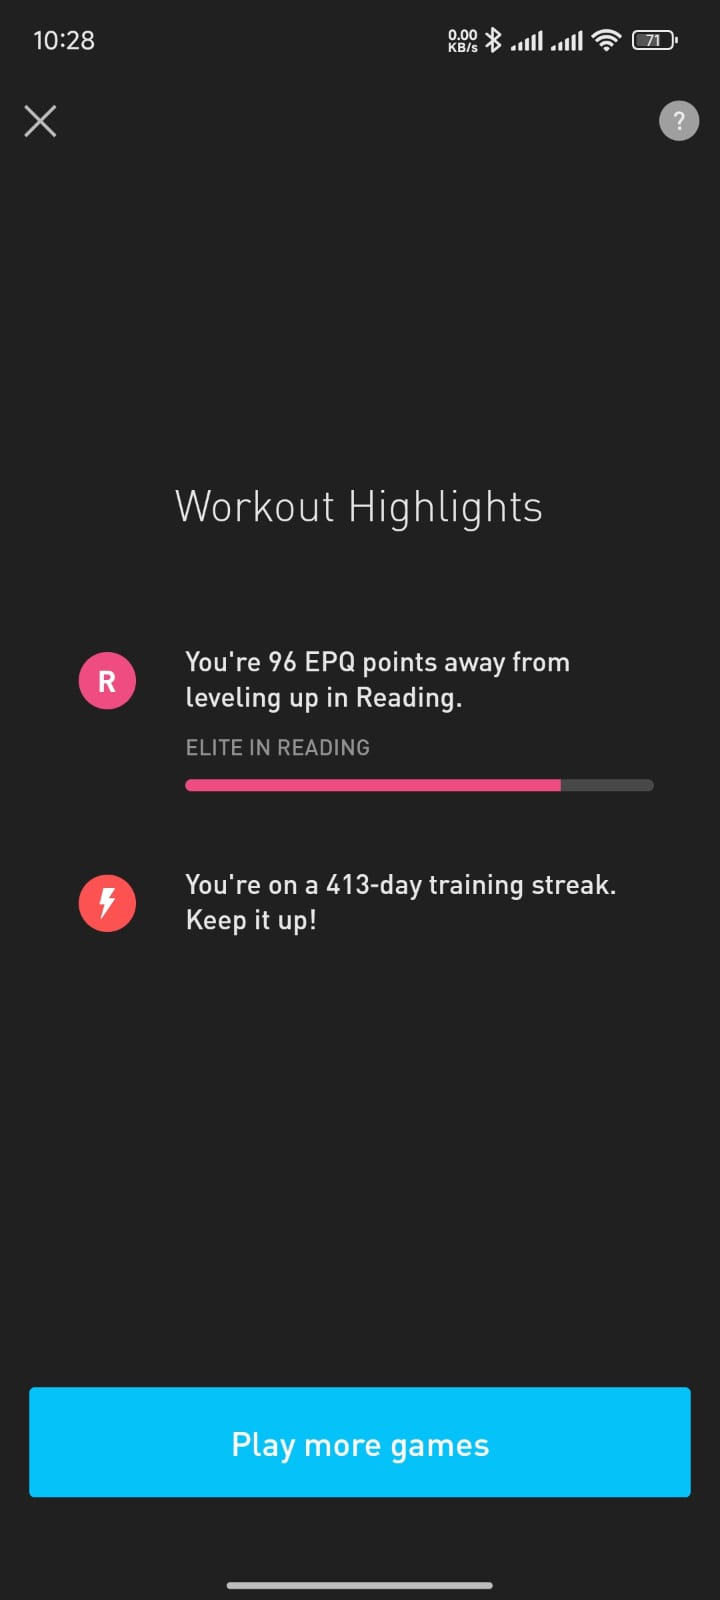 10:28
0.00
KB/s
71
?
Workout Highlights
R
You're 96 EPQ points away from
leveling up in Reading.
ELITE IN READING
You're on a 413-day training streak.
Keep it up!
Play more games